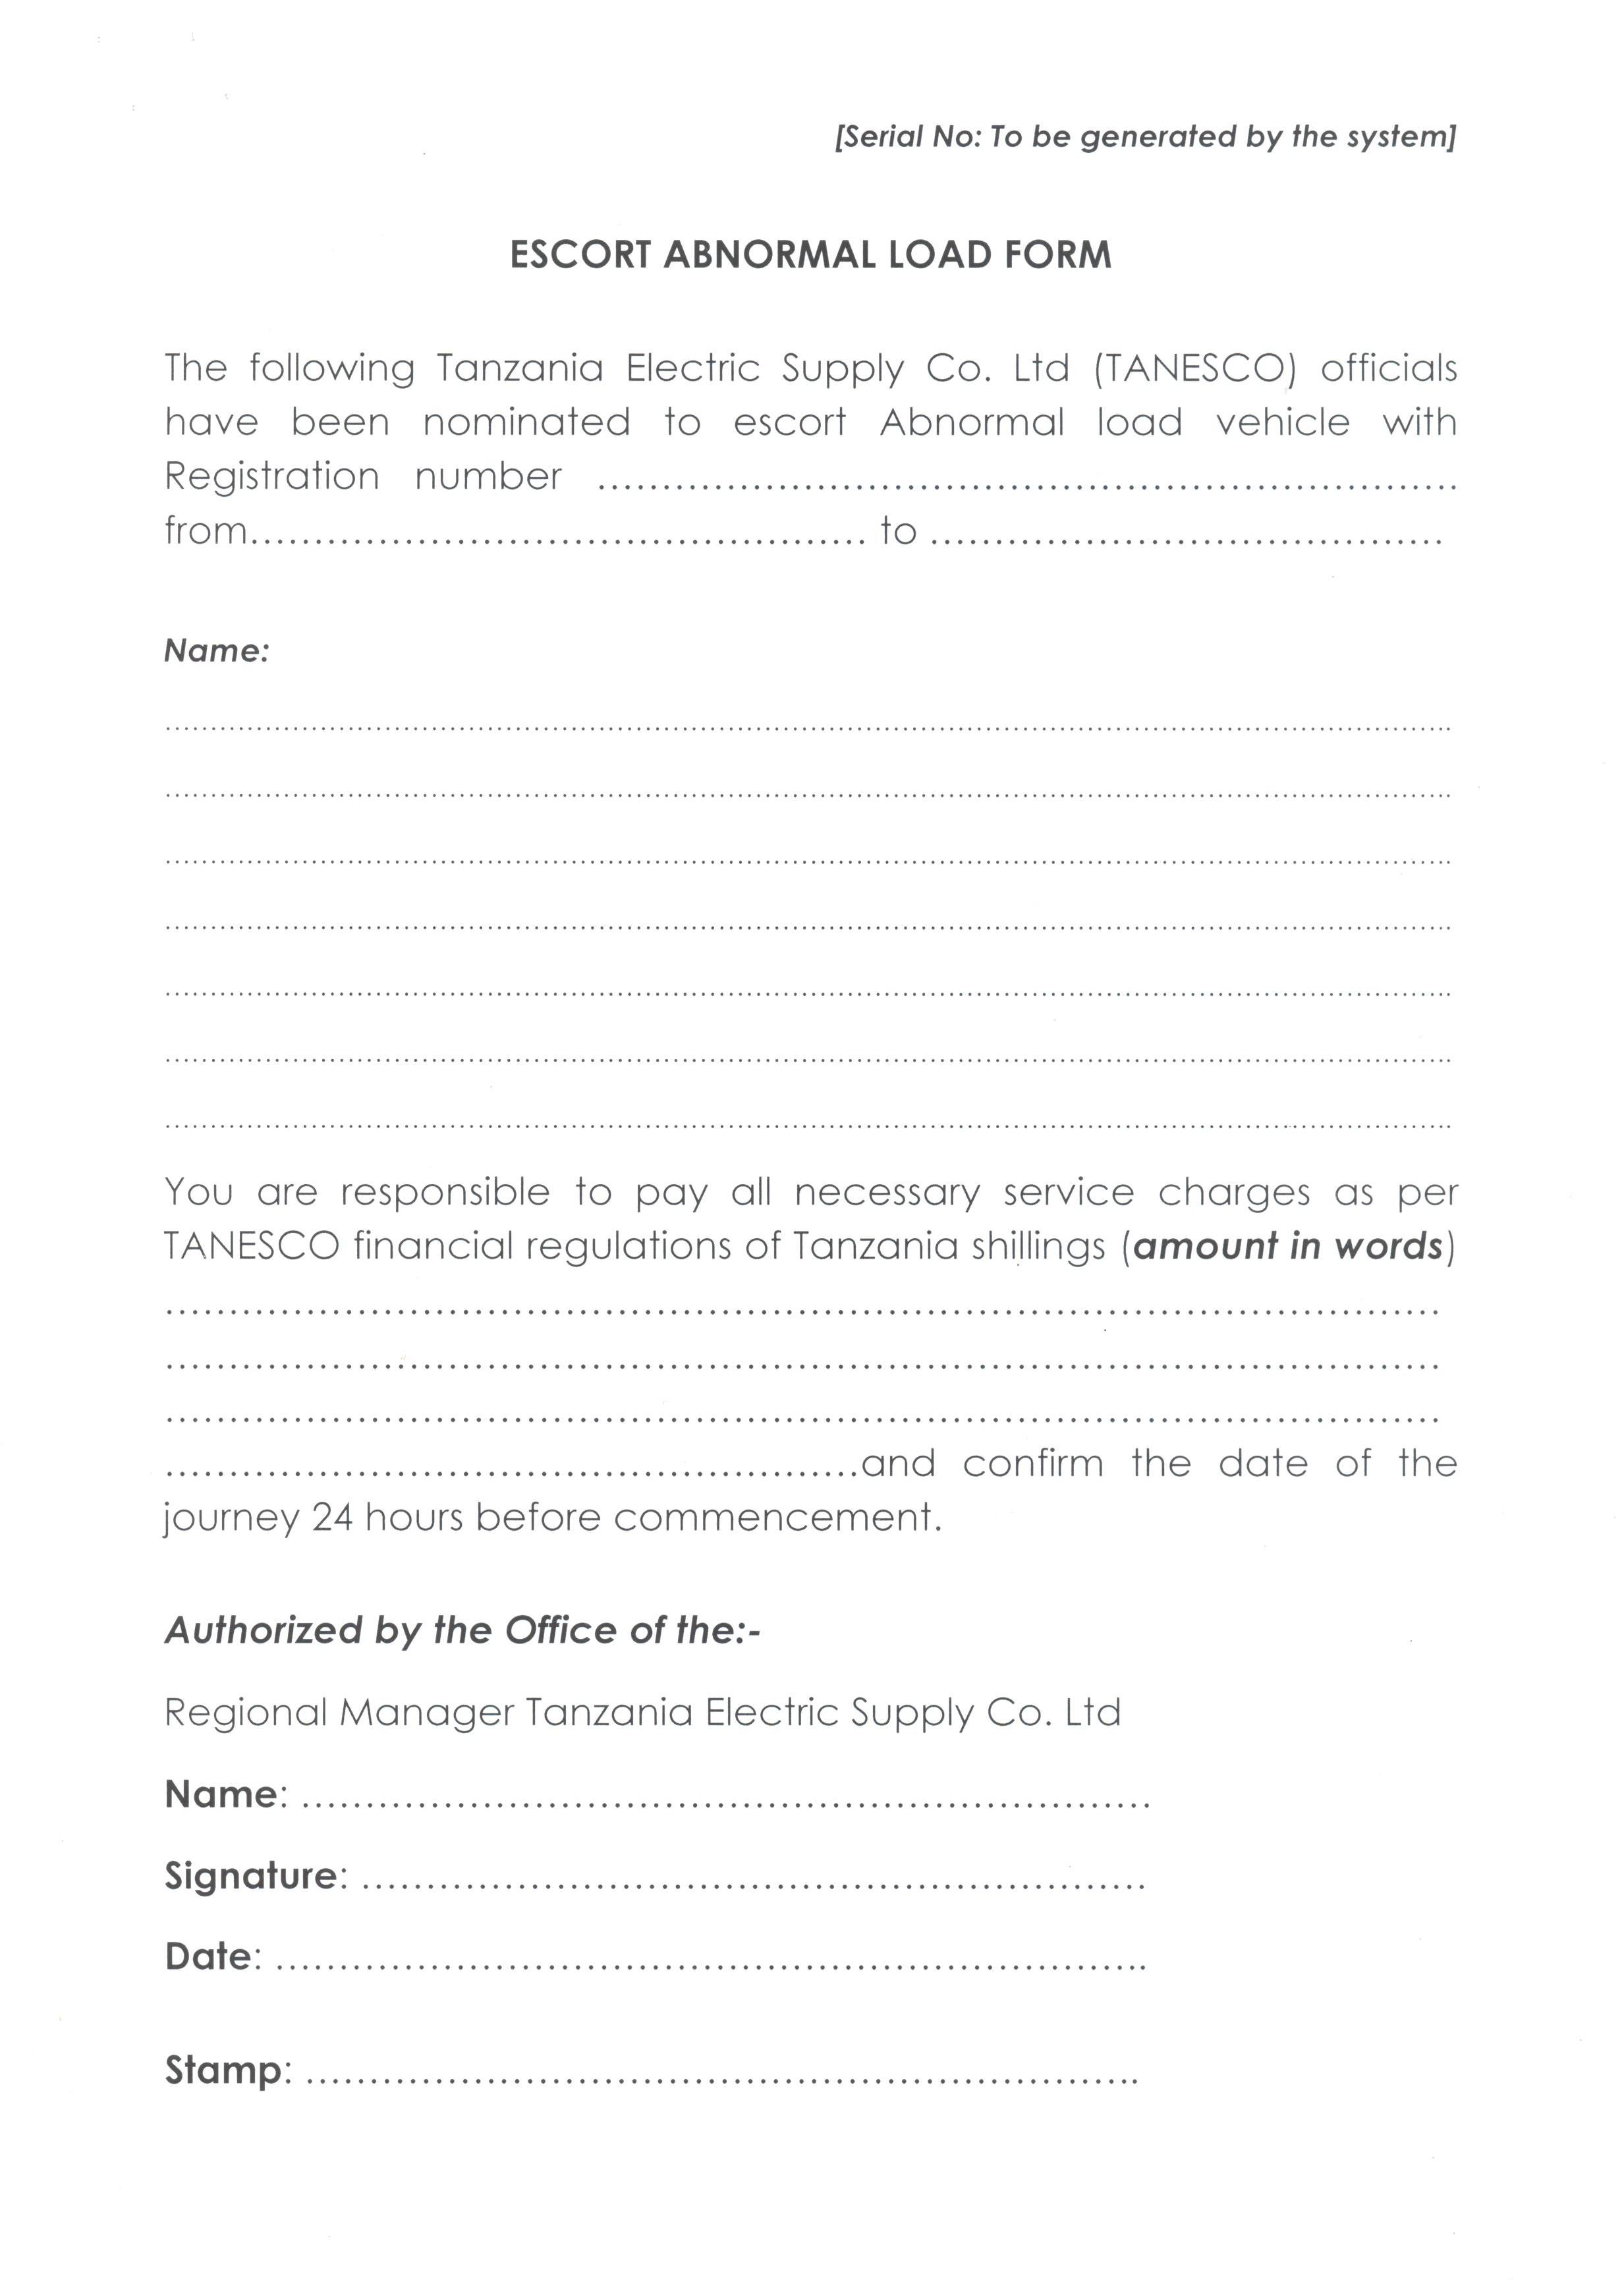 [Serial No: To be generated by the system]
ESCORT ABNORMAL LOAD FORM
The following Tanzania Electric Supply Co. Ltd (TANESCO) officials
have been nominated to escort Abnormal load vehicle with
Registration number ..................................................................
from............................................... to .......................................
Name:
..............................................................................................................................
..............................................................................................................................
..............................................................................................................................
..............................................................................................................................
..............................................................................................................................
..............................................................................................................................
..............................................................................................................................
You are responsible to pay all necessary service charges as per
TANESCO financial regulations of Tanzania shillings (amount in words)
..................................................................................................
..................................................................................................
..................................................................................................
.....................................................and confirm the date of the
journey 24 hours before commencement.
Authorized by the Office of the:-
Regional Manager Tanzania Electric Supply Co. Ltd
Name: .................................................................
Signature: ............................................................
Date: ...................................................................
Stamp: ................................................................